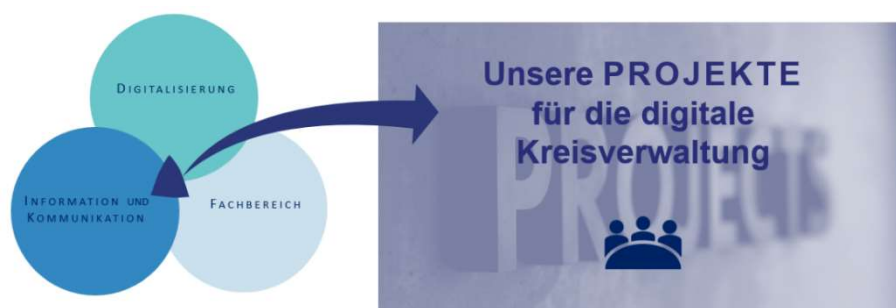 DIGITALISIERUNG
INFORMATION UND
KOMMUNIKATION
FACHBEREICH
Unsere PROJEKTE
für die digitale
Kreisverwaltung
PROJECTS